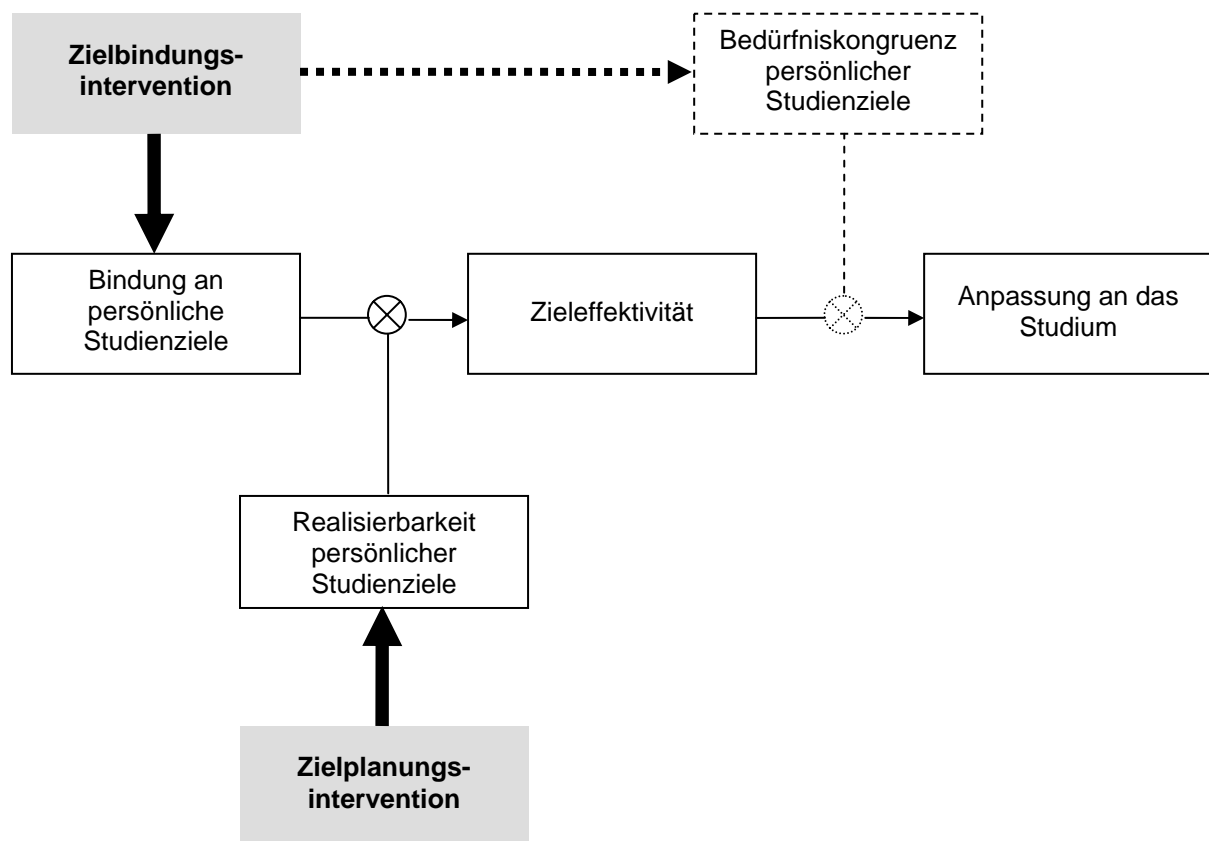 Zielbindungs-
intervention
Bedürfniskongruenz
persönlicher
Studienziele
Bindung an
persönliche
Studienziele
Zieleffektivität
Anpassung an das
Studium
Realisierbarkeit
persönlicher
Studienziele
Zielplanungs-
intervention